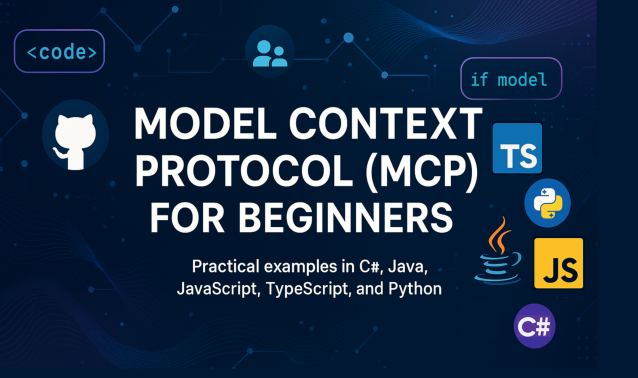 <code>
if model
MODEL CONTEXT
PROTOCOL (MCP)
FOR BEGINNERS
Practical examples in C#, Java,
JavaScript, TypeScript, and Python
TS
JS
C#